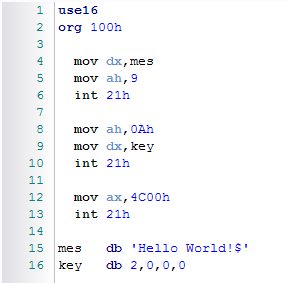 1 use16
2 org 100h
3
4 mov dx,mes
5 mov ah,9
6 int 21h
7
8 mov ah,0Ah
9 mov dx,key
10 int 21h
11
12 mov ax,4C00h
13 int 21h
14
15 mes db 'Hello World!$'
16 key db 2,0,0,0